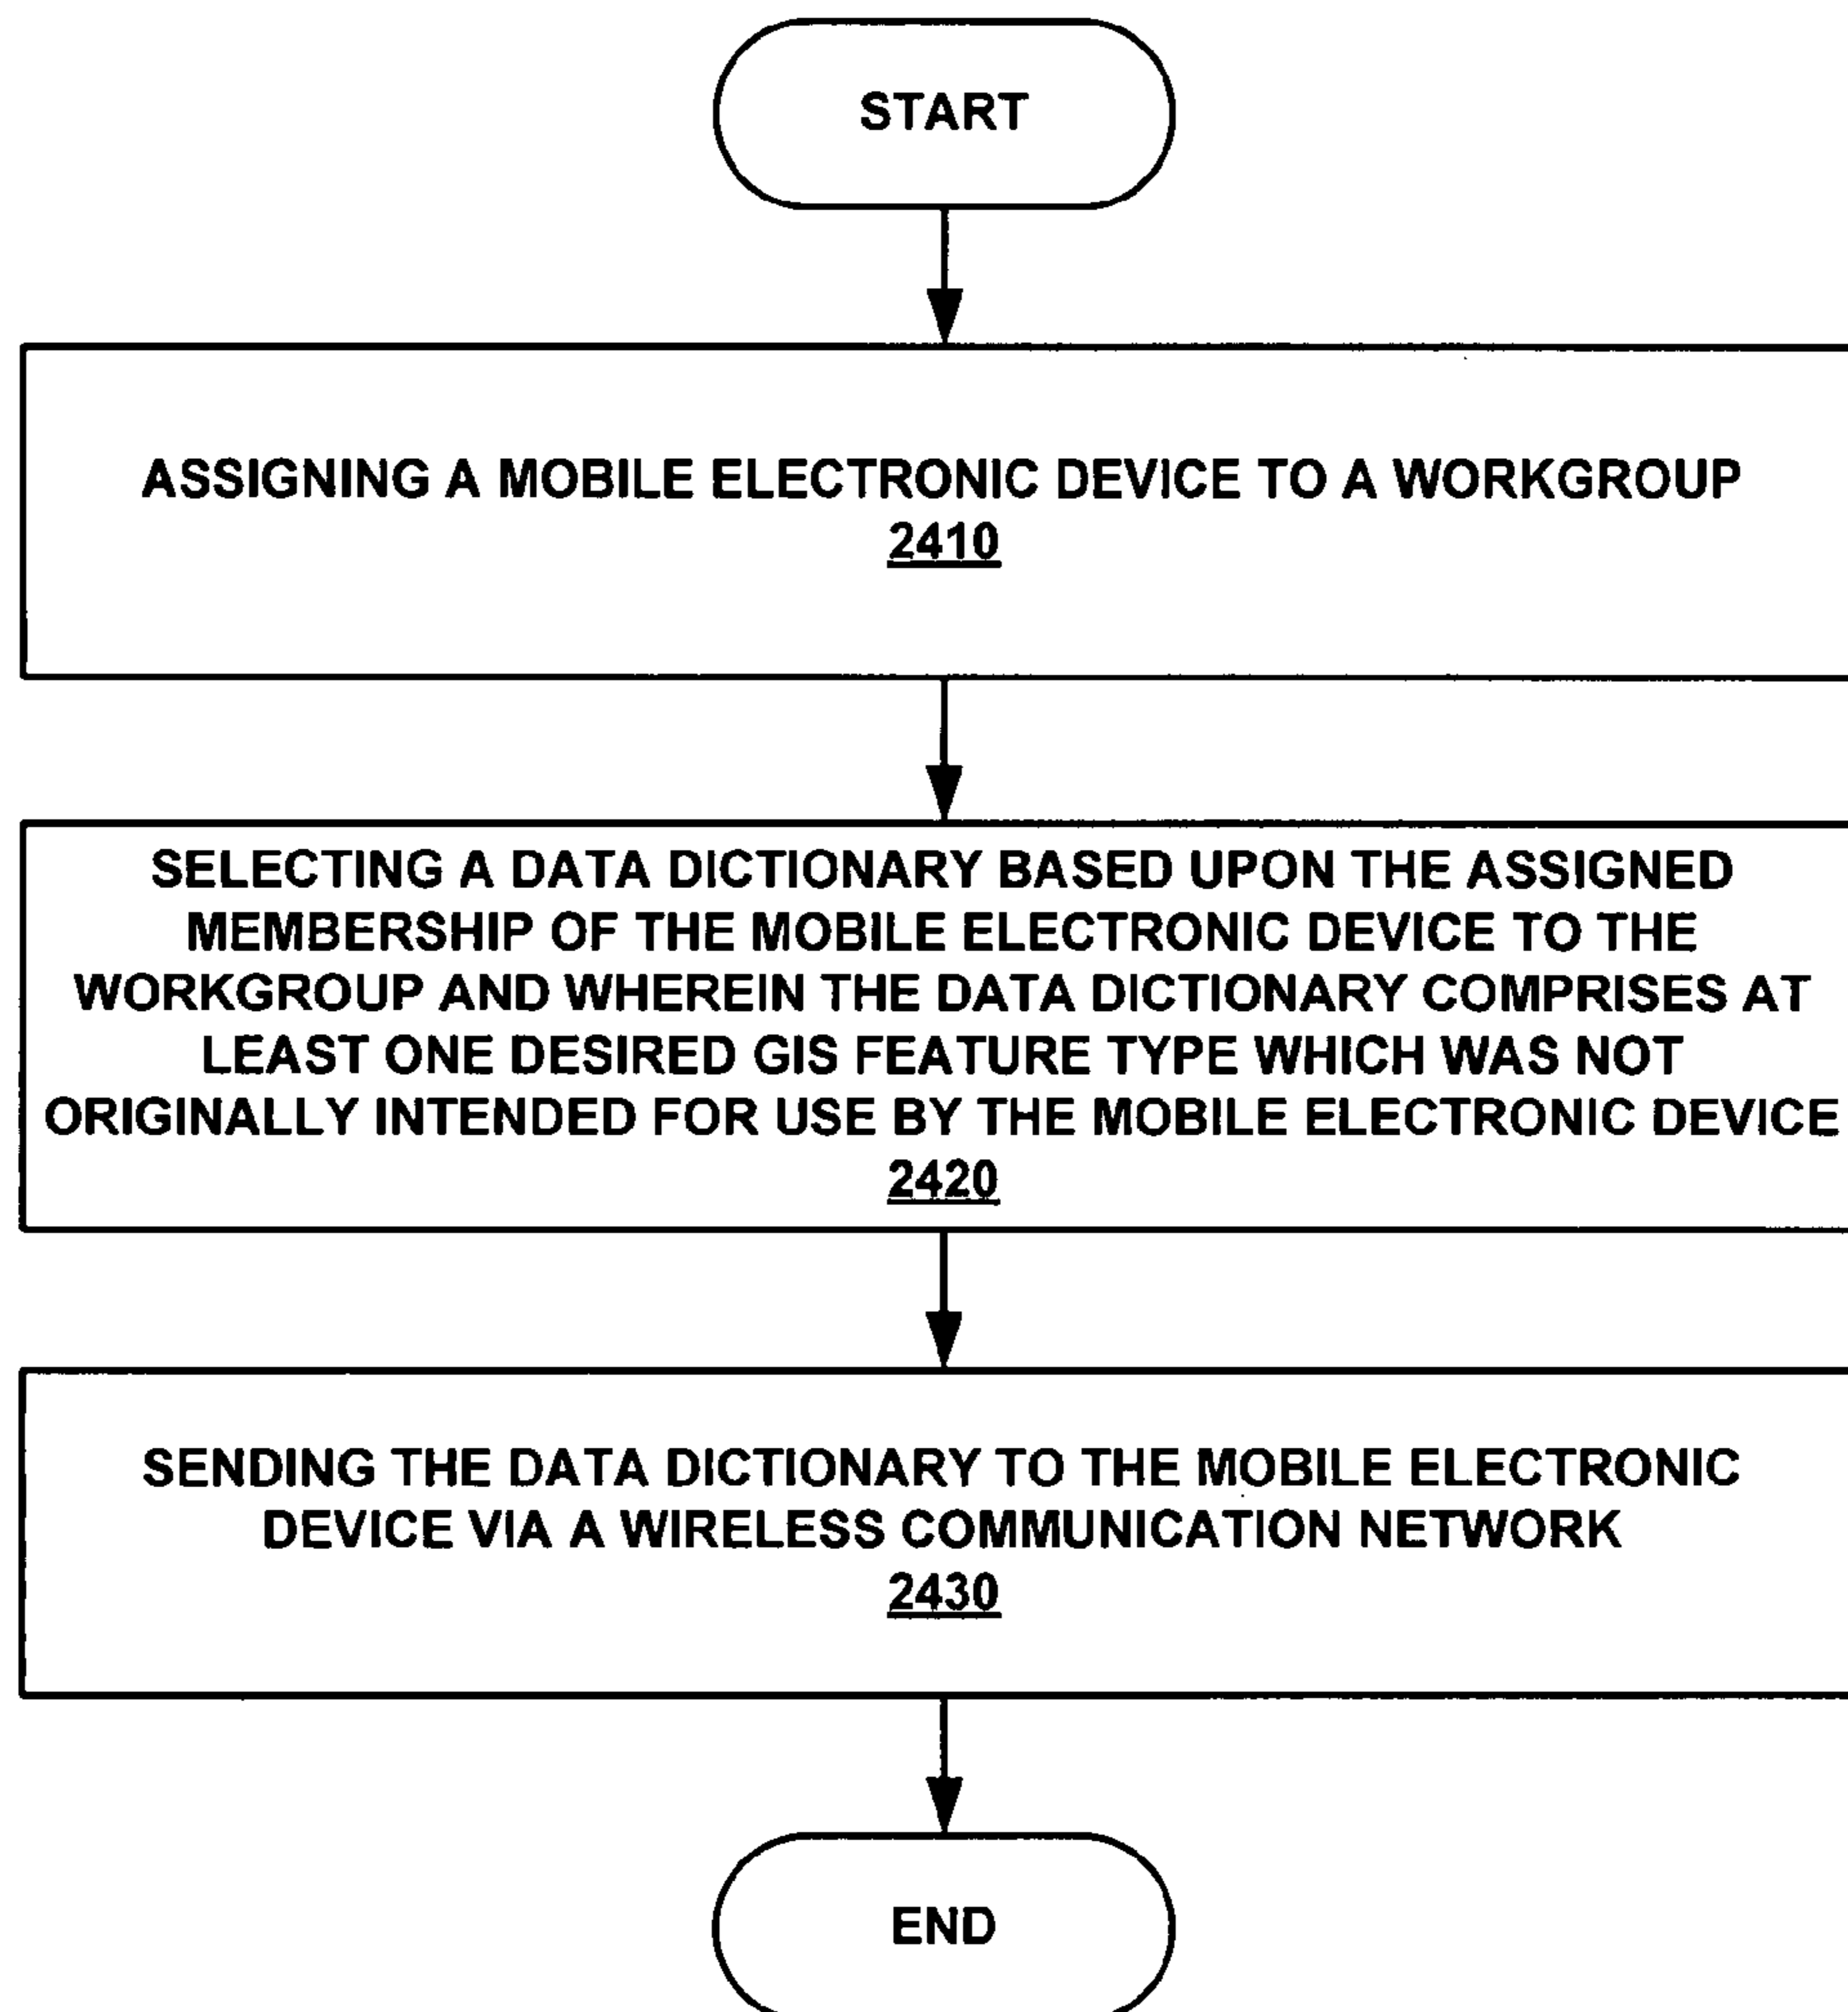 START
ASSIGNING A MOBILE ELECTRONIC DEVICE TO A WORKGROUP
2410
SELECTING A DATA DICTIONARY BASED UPON THE ASSIGNED
MEMBERSHIP OF THE MOBILE ELECTRONIC DEVICE TO THE
WORKGROUP AND WHEREIN THE DATA DICTIONARY COMPRISES AT
LEAST ONE DESIRED GIS FEATURE TYPE WHICH WAS NOT
ORIGINALLY INTENDED FOR USE BY THE MOBILE ELECTRONIC DEVICE
2420
SENDING THE DATA DICTIONARY TO THE MOBILE ELECTRONIC
DEVICE VIA A WIRELESS COMMUNICATION NETWORK
2430
END